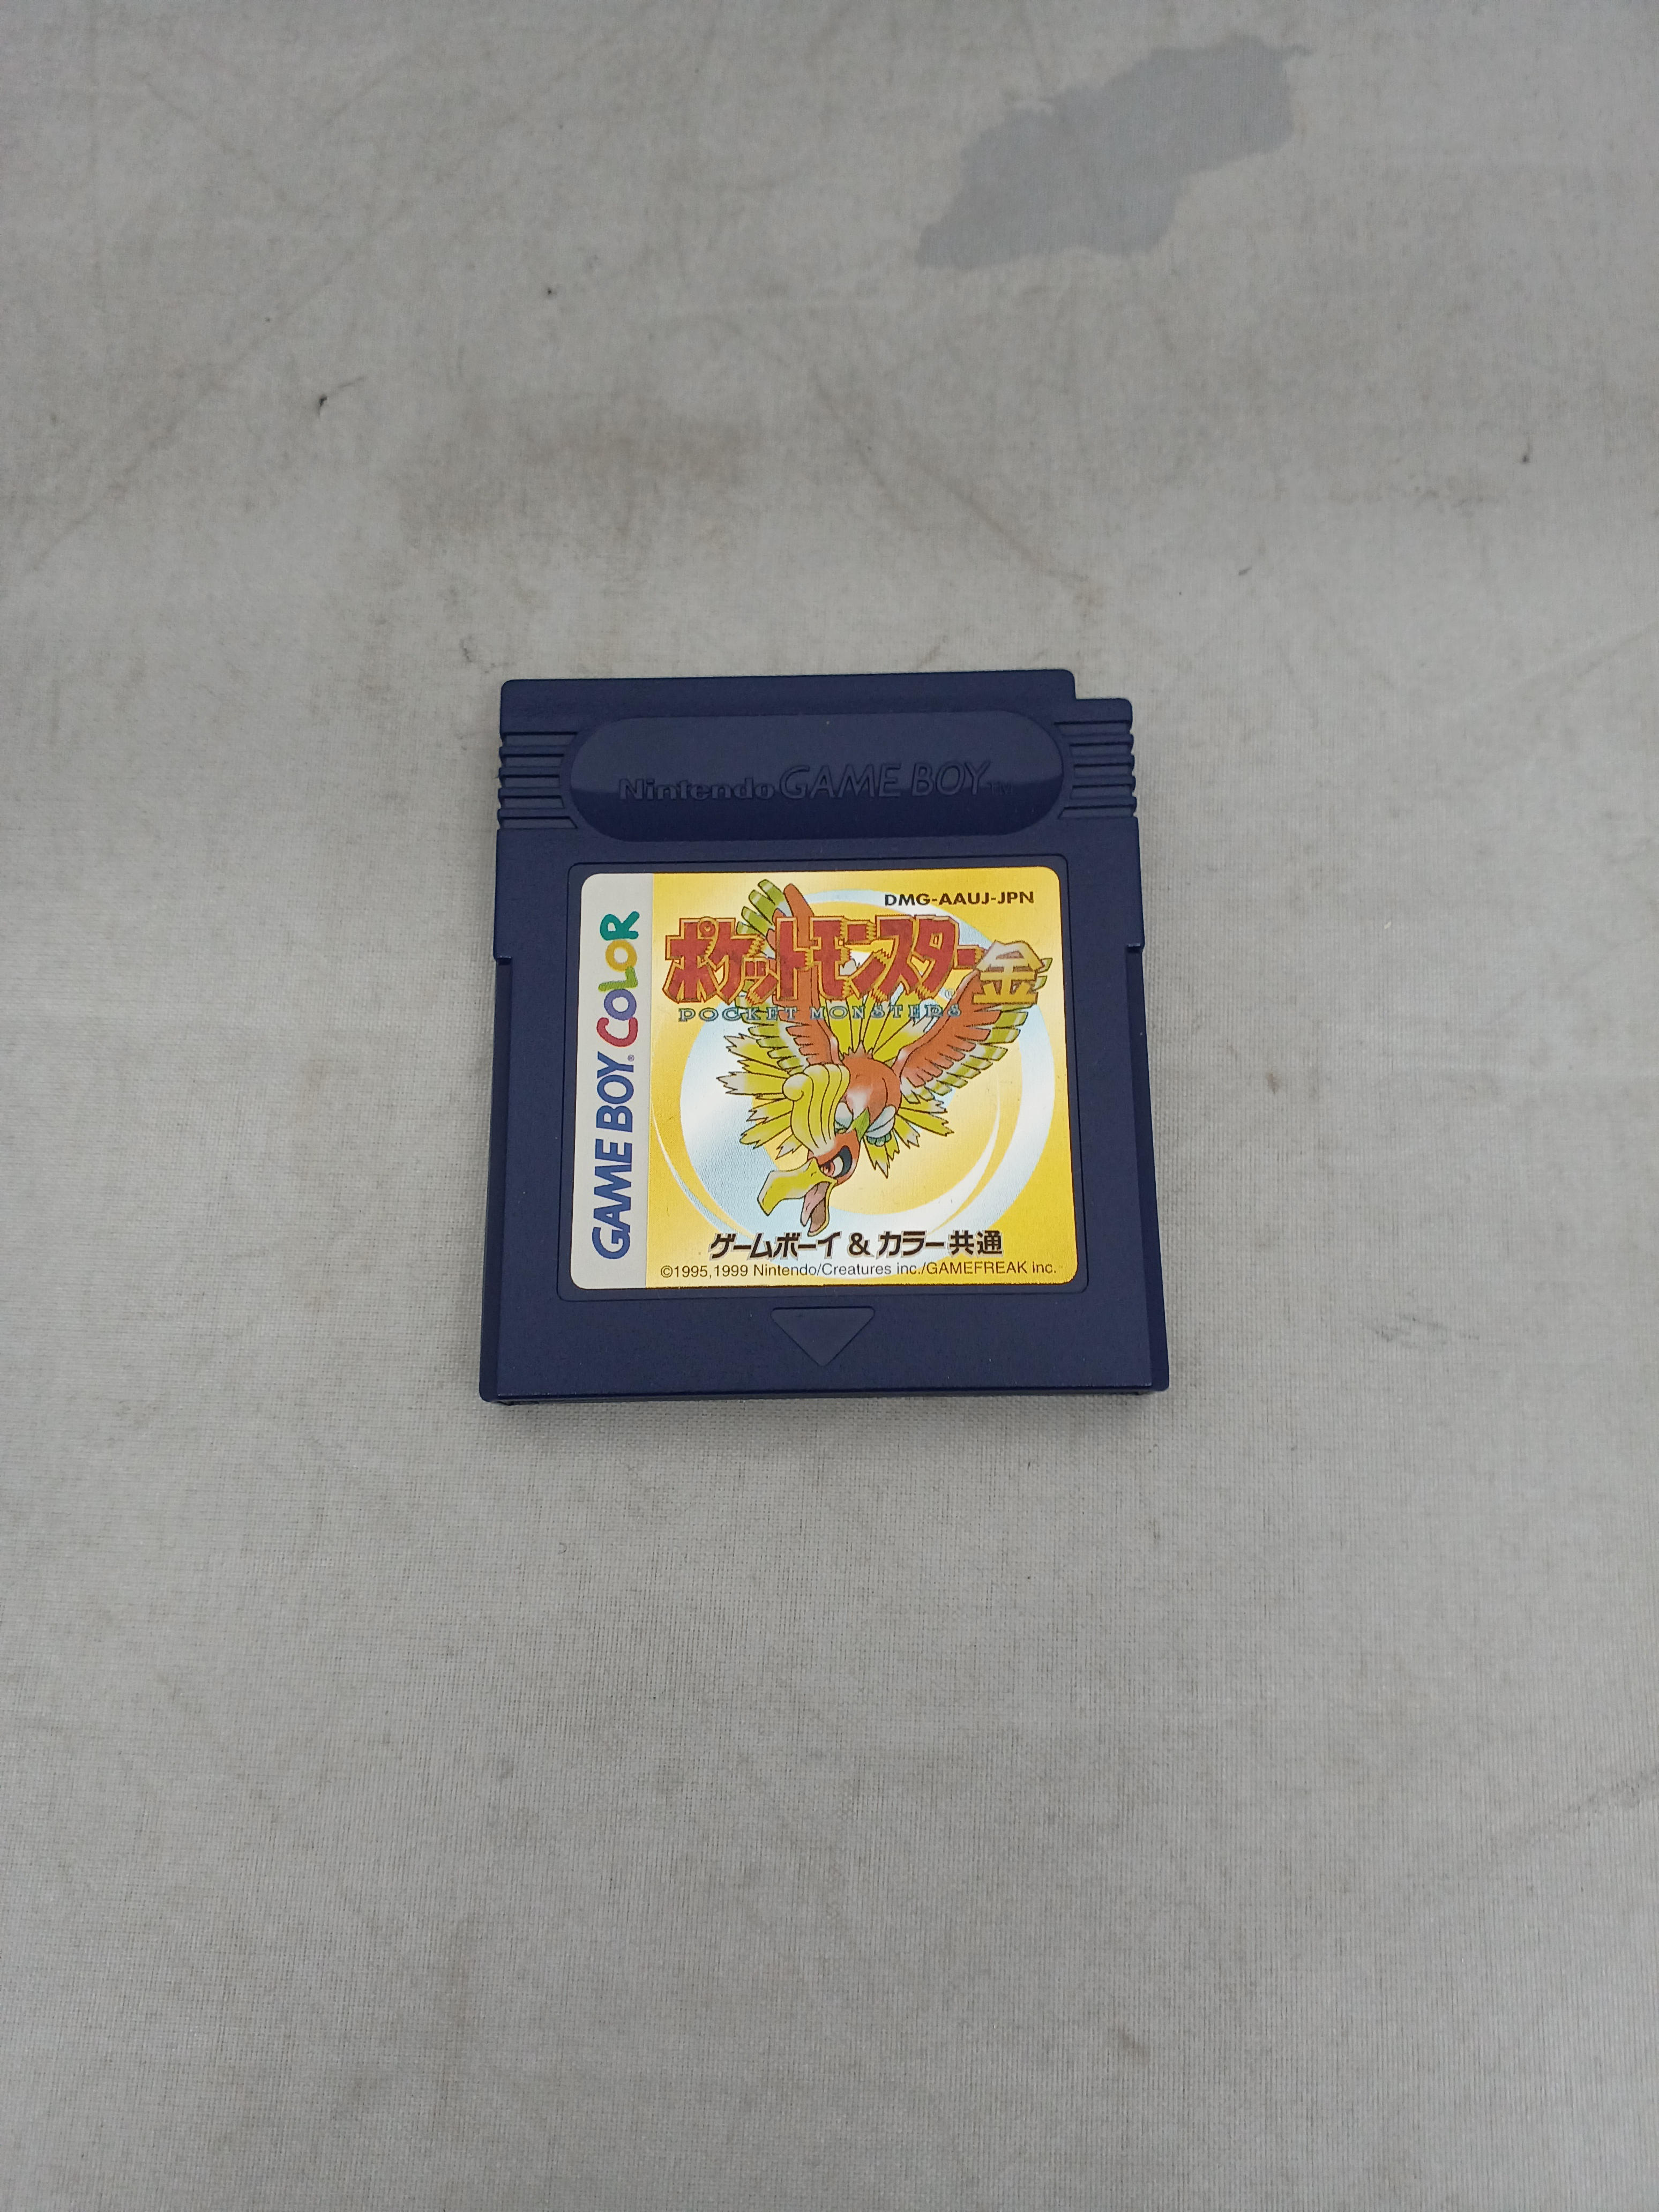 Nintendo GAME BOY TM
GAME BOY® COLOR
DMG-AAUJ-JPN
ポケットモンスター®金
POCKET MONSTERS
ゲームボーイ & カラー共通
©1995,1999 Nintendo/Creatures inc./GAMEFREAK inc.